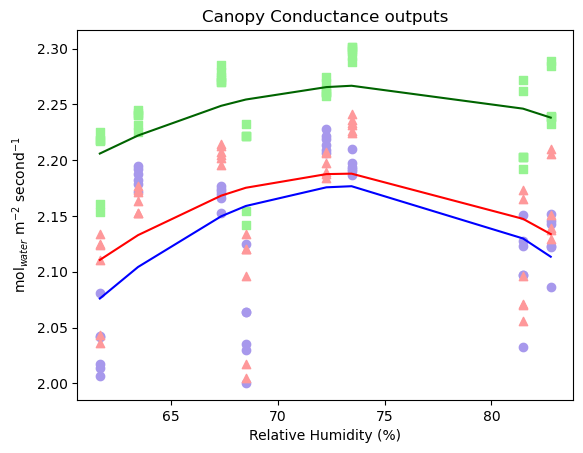 Canopy Conductance outputs
mol_water m⁻² second⁻¹
2.30
2.25
2.20
2.15
2.10
2.05
2.00
65 70 75 80
Relative Humidity (%)